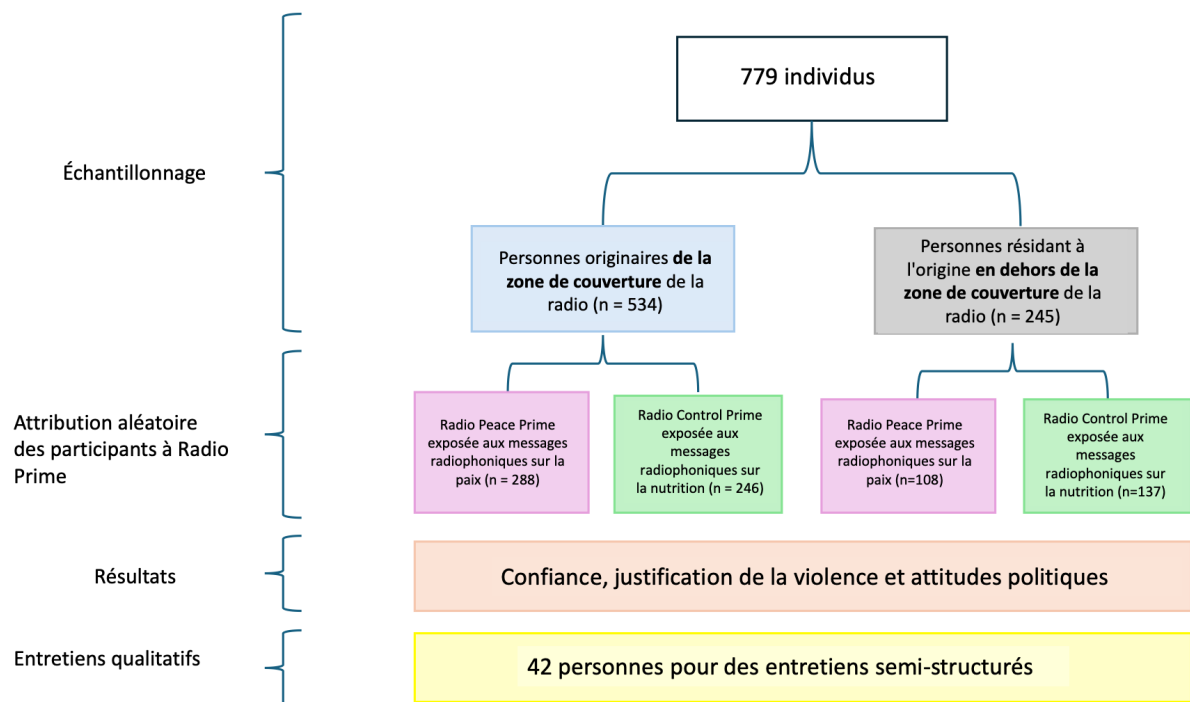 779 individus
Échantillonnage
Personnes originaires de la
zone de couverture de la
radio (n = 534)
Personnes résidant à
l'origine en dehors de la
zone de couverture de la
radio (n = 245)
Attribution aléatoire
des participants à Radio
Prime
Radio Peace Prime
exposée aux messages
radiophoniques sur la
paix (n = 288)
Radio Control Prime
exposée aux
messages
radiophoniques sur
la nutrition (n = 246)
Radio Peace Prime
exposée aux messages
radiophoniques sur la
paix (n=108)
Radio Control Prime
exposée aux
messages
radiophoniques sur
la nutrition (n=137)
Résultats
Confiance, justification de la violence et attitudes politiques
Entretiens qualitatifs
42 personnes pour des entretiens semi-structurés